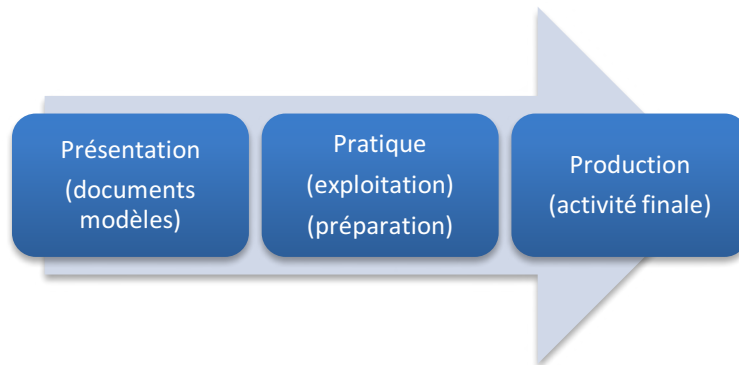 Présentation
(documents
modèles)
Pratique
(exploitation)
(préparation)
Production
(activité finale)